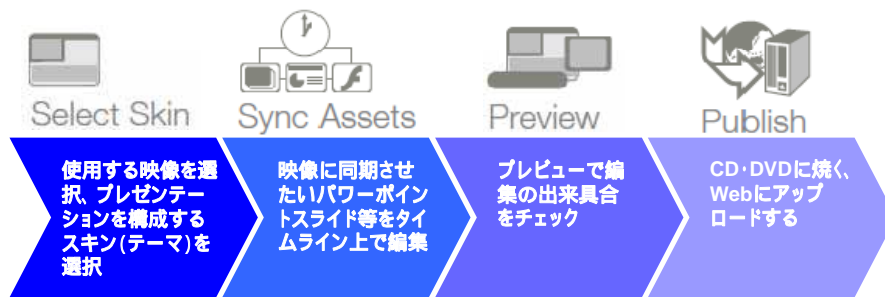 Select Skin
Sync Assets
Preview
Publish
使用する映像を選
択、プレゼンテー
ションを構成する
スキン(テーマ)を
選択
映像に同期させ
たいパワーポイン
トスライド等をタイ
ムライン上で編集
プレビューで編
集の出来具合
をチェック
CD・DVDに焼く、
Webにアップ
ロードする